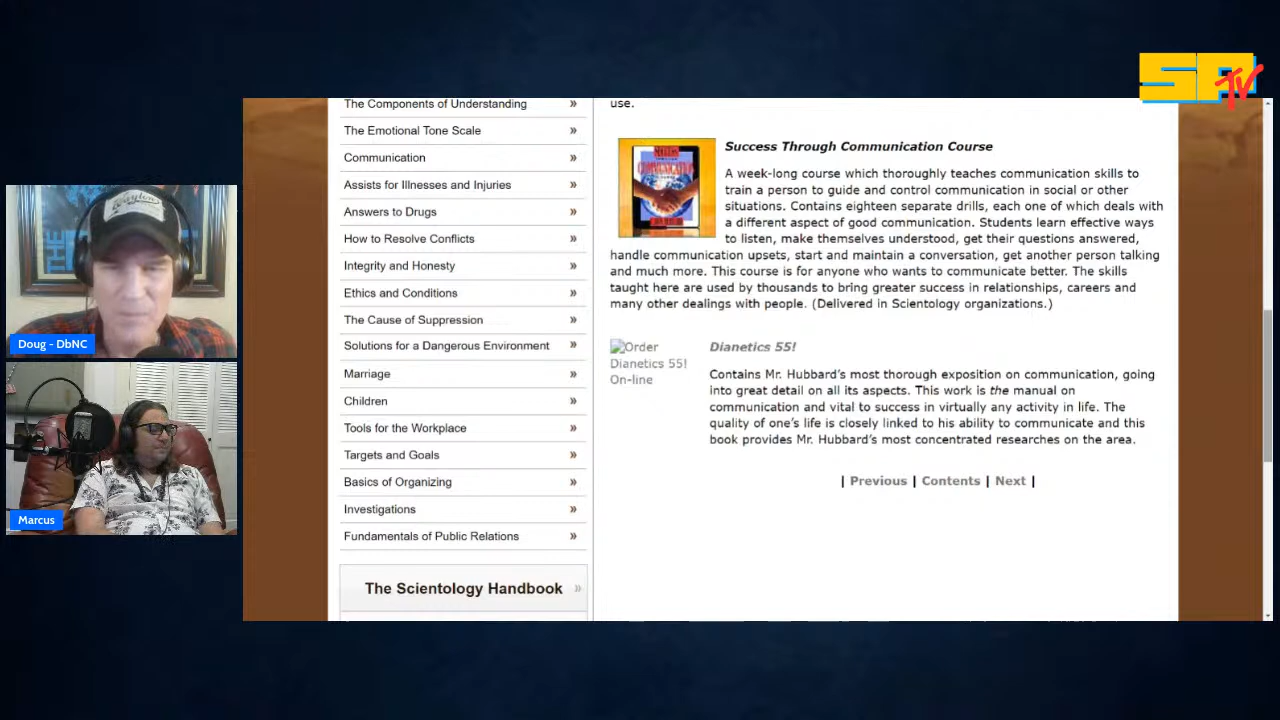 SP
TV
use.
The Components of Understanding »
The Emotional Tone Scale »
Communication »
Assists for Illnesses and Injuries »
Answers to Drugs »
How to Resolve Conflicts »
Integrity and Honesty »
Ethics and Conditions »
The Cause of Suppression »
Solutions for a Dangerous Environment »
Marriage »
Children »
Tools for the Workplace »
Targets and Goals »
Basics of Organizing »
Investigations »
Fundamentals of Public Relations »
The Scientology Handbook »
COMMUNICATION
Success Through Communication Course
A week-long course which thoroughly teaches communication skills to
train a person to guide and control communication in social or other
situations. Contains eighteen separate drills, each one of which deals with
a different aspect of good communication. Students learn effective ways
to listen, make themselves understood, get their questions answered,
handle communication upsets, start and maintain a conversation, get another person talking
and much more. This course is for anyone who wants to communicate better. The skills
taught here are used by thousands to bring greater success in relationships, careers and
many other dealings with people. (Delivered in Scientology organizations.)
Order
Dianetics 55!
On-line
Dianetics 55!
Contains Mr. Hubbard's most thorough exposition on communication, going
into great detail on all its aspects. This work is the manual on
communication and vital to success in virtually any activity in life. The
quality of one's life is closely linked to his ability to communicate and this
book provides Mr. Hubbard's most concentrated researches on the area.
| Previous | Contents | Next |
Doug - DbNC
Marcus